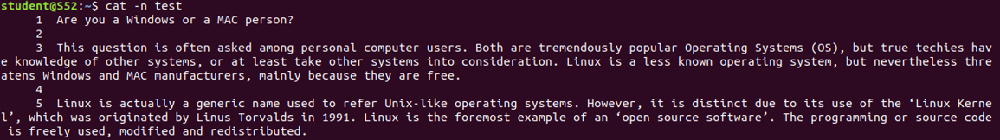 student@S52:~$ cat -n test
1 Are you a Windows or a MAC person?
2
3 This question is often asked among personal computer users. Both are tremendously popular Operating Systems (OS), but true techies hav
e knowledge of other systems, or at least take other systems into consideration. Linux is a less known operating system, but nevertheless thre
atens Windows and MAC manufacturers, mainly because they are free.
4
5 Linux is actually a generic name used to refer Unix-like operating systems. However, it is distinct due to its use of the ‘Linux Kerne
l’, which was originated by Linus Torvalds in 1991. Linux is the foremost example of an ‘open source software’. The programming or source code
is freely used, modified and redistributed.